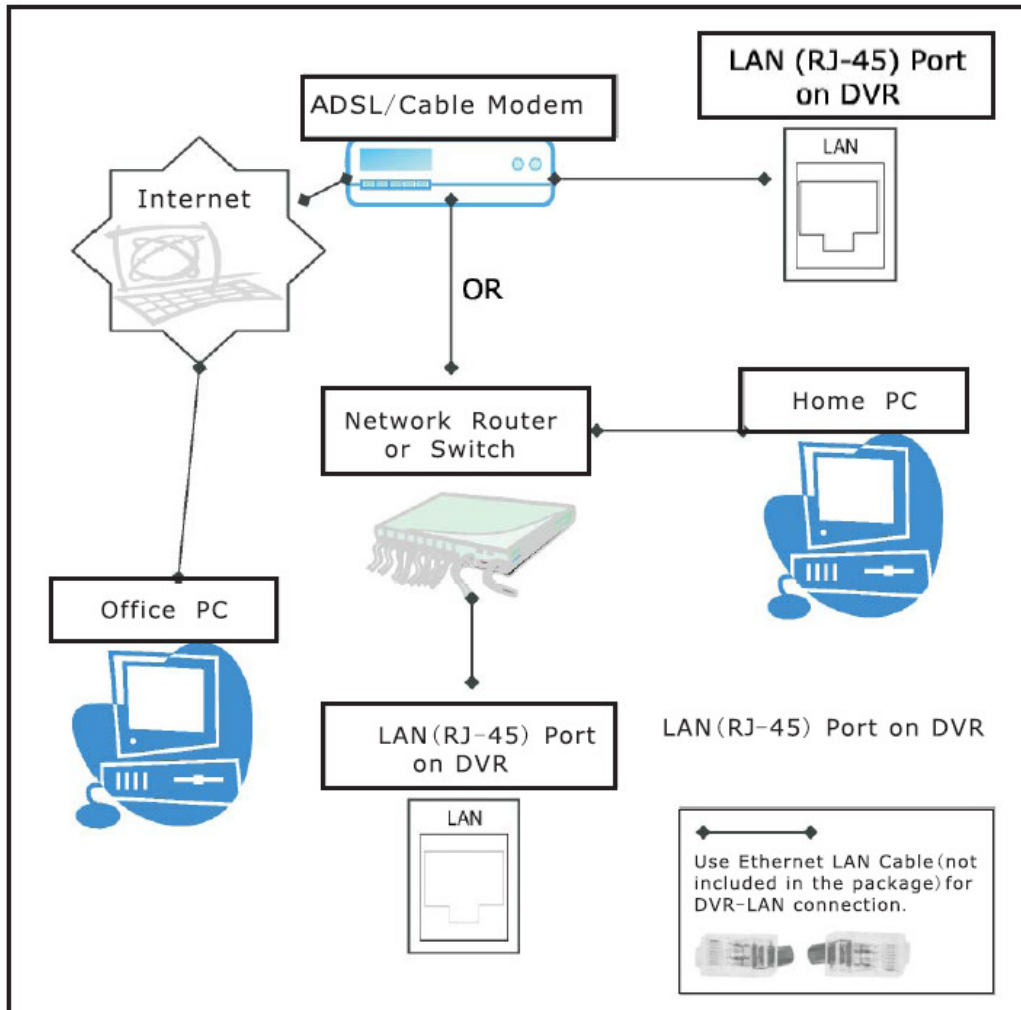 LAN (RJ-45) Port
on DVR
ADSL/Cable Modem
LAN
Internet
OR
Network Router
or Switch
Home PC
Office PC
LAN(RJ-45) Port
on DVR
LAN(RJ-45) Port on DVR
LAN
Use Ethernet LAN Cable(not
included in the package)for
DVR-LAN connection.